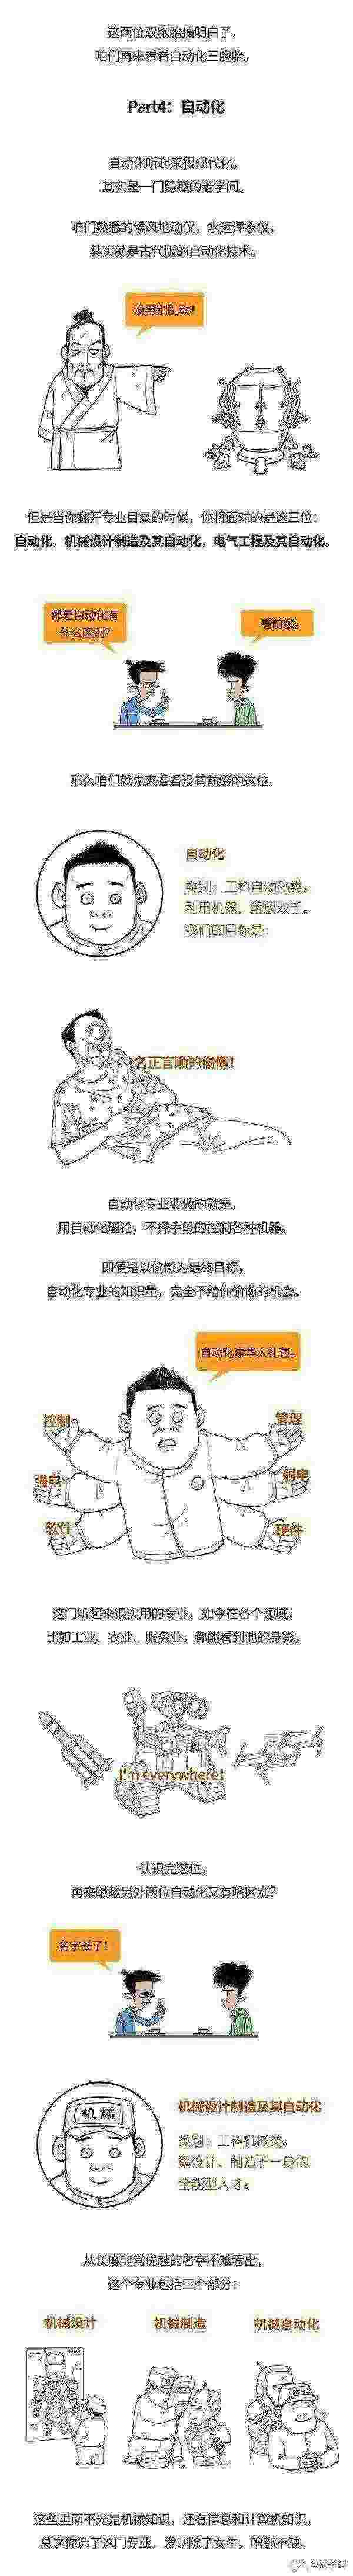 这两位双胞胎搞明白了，
咱们再来看看自动化三胞胎。
Part4：自动化
自动化听起来很现代化，
其实是一门隐藏的老学问。
咱们熟悉的候风地动仪，水运浑象仪，
其实就是古代版的自动化技术。
没事别乱动！
但是当你翻开专业目录的时候，你将面对的是这三位：
自动化，机械设计制造及其自动化，电气工程及其自动化。
都是自动化有
什么区别？
看前缀。
那么咱们就先来看看没有前缀的这位。
自动化
类别：工科自动化类。
利用机器，解放双手。
我们的目标是：
名正言顺的偷懒！
自动化专业要做的就是，
用自动化理论，不择手段的控制各种机器。
即便是以偷懒为最终目标，
自动化专业的知识量，完全不给你偷懒的机会。
自动化豪华大礼包。
控制
管理
强电
弱电
软件
硬件
这门听起来很实用的专业，如今在各个领域，
比如工业、农业、服务业，都能看到他的身影。
I'm everywhere!
认识完这位，
再来瞅瞅另外两位自动化又有啥区别？
名字长了！
机械
机械设计制造及其自动化
类别：工科机械类。
集设计、制造于一身的
全能型人才。
从长度非常优越的名字不难看出，
这个专业包括三个部分：
机械设计
机械制造
机械自动化
这些里面不光是机械知识，还有信息和计算机知识，
总之你选了这门专业，发现除了女生，啥都不缺。